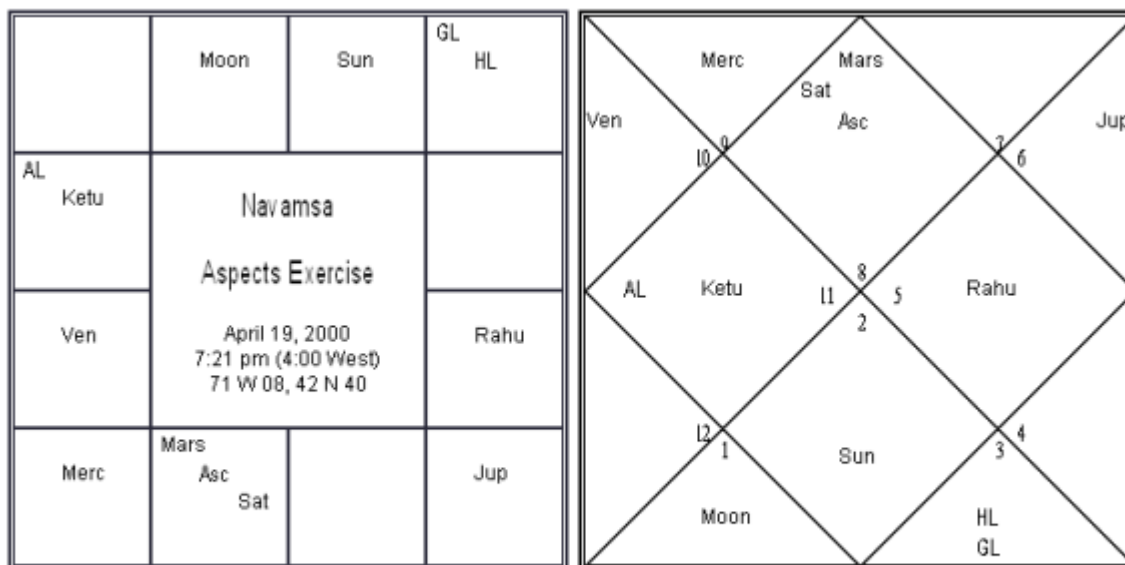 GL
Moon Sun HL
AL
Ketu
Navamsa
Aspects Exercise
Ven
April 19, 2000
7:21 pm (4:00 West)
71 W 08, 42 N 40
Rahu
Merc
Mars
Asc
Sat
Jup
Merc Mars
Sat
Ven Asc Jup
9 7
10 6
8
AL Ketu 11 5 Rahu
2
12 4
1 3
Sun
Moon HL
GL